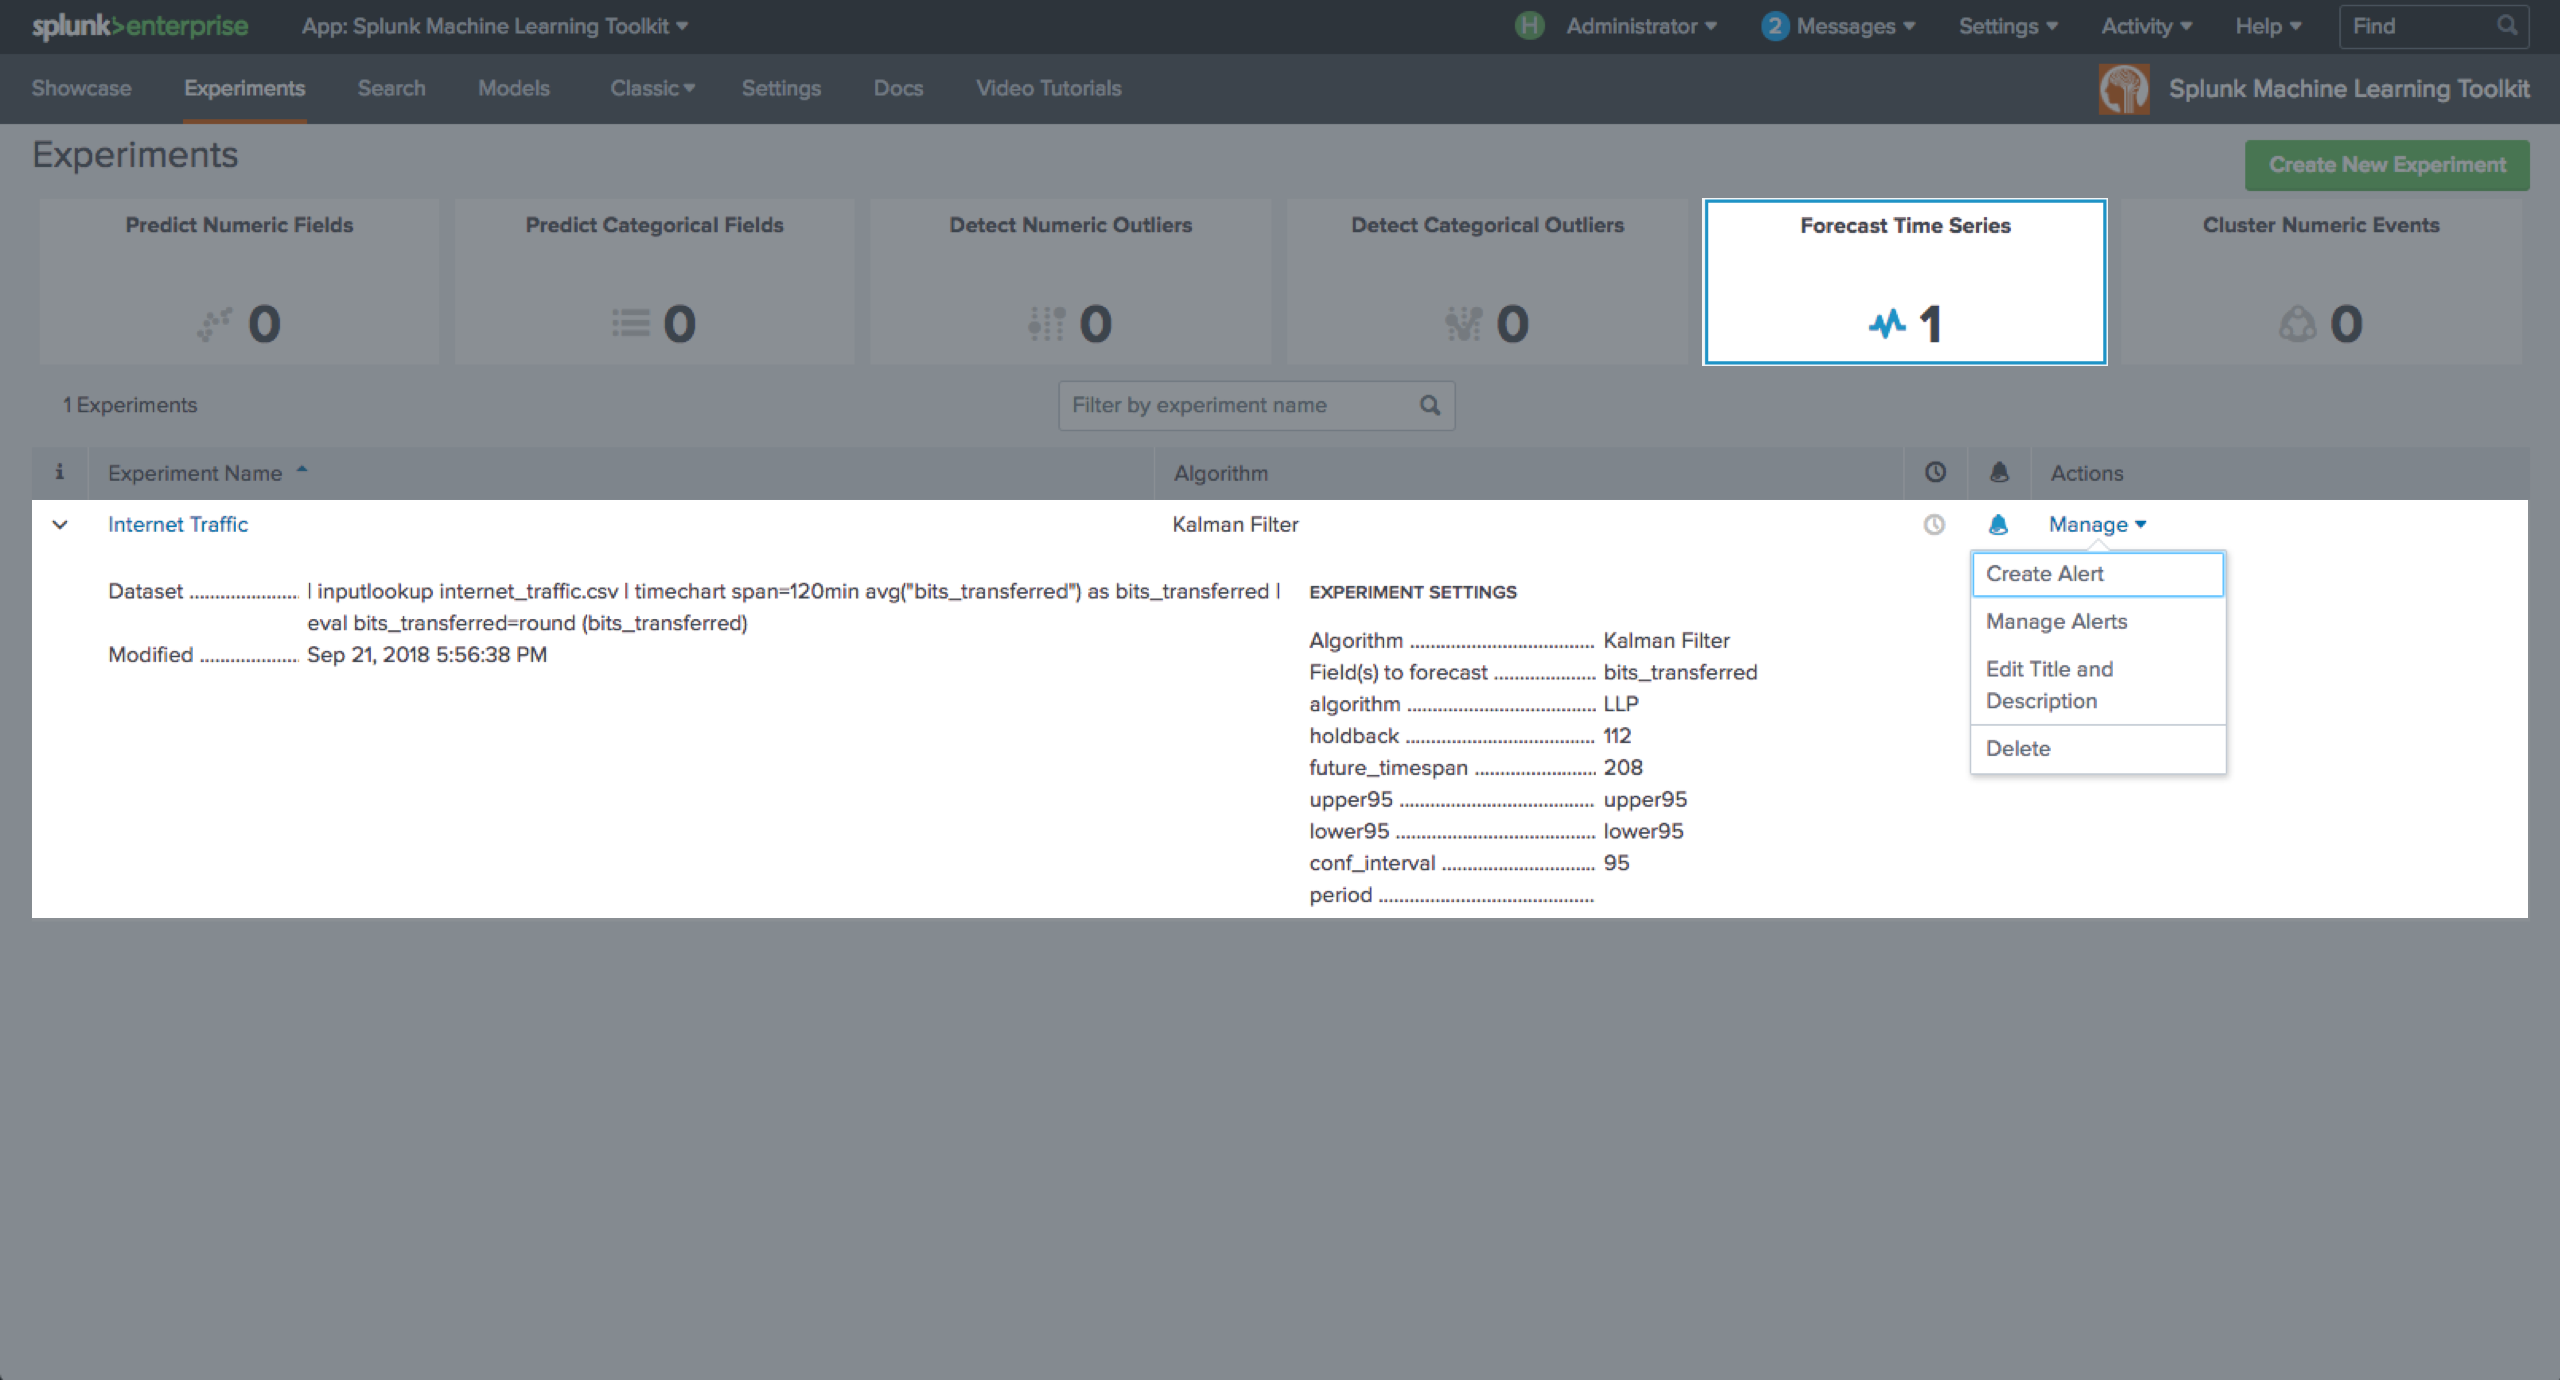 splunk>enterprise App: Splunk Machine Learning Toolkit H Administrator 2 Messages Settings Activity Help Find
Showcase Experiments Search Models Classic Settings Docs Video Tutorials Splunk Machine Learning Toolkit
Experiments
Create New Experiment
Predict Numeric Fields Predict Categorical Fields Detect Numeric Outliers Detect Categorical Outliers Forecast Time Series Cluster Numeric Events
0 0 0 0 1 0
1 Experiments Filter by experiment name
i Experiment Name Algorithm Actions
Internet Traffic Kalman Filter Manage
Dataset ..................... | inputlookup internet_traffic.csv | timechart span=120min avg("bits_transferred") as bits_transferred |
eval bits_transferred=round (bits_transferred)
Modified ................... Sep 21, 2018 5:56:38 PM
EXPERIMENT SETTINGS
Algorithm .................................... Kalman Filter
Field(s) to forecast .................... bits_transferred
algorithm ..................................... LLP
holdback ..................................... 112
future_timespan ........................ 208
upper95 ...................................... upper95
lower95 ....................................... lower95
conf_interval .............................. 95
period ..........................................
Create Alert
Manage Alerts
Edit Title and
Description
Delete